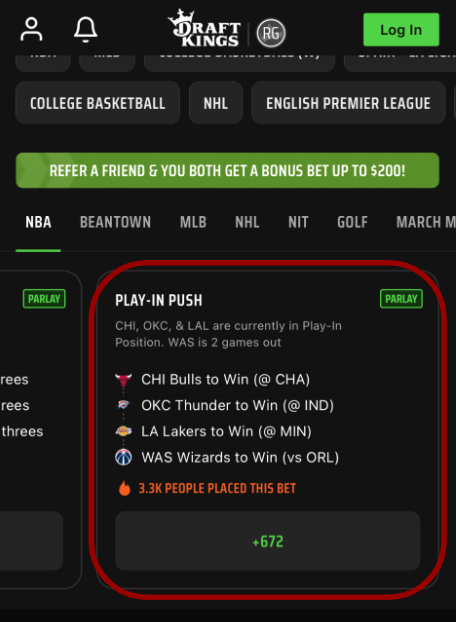 DRAFT
KINGS
RG
Log In
COLLEGE BASKETBALL
NHL
ENGLISH PREMIER LEAGUE
REFER A FRIEND & YOU BOTH GET A BONUS BET UP TO $200!
NBA
BEANTOWN
MLB
NHL
NIT
GOLF
MARCH M
PARLAY
rees
rees
threes
PLAY-IN PUSH
PARLAY
CHI, OKC, & LAL are currently in Play-In
Position. WAS is 2 games out
CHI Bulls to Win (@ CHA)
OKC Thunder to Win (@ IND)
LA Lakers to Win (@ MIN)
WAS Wizards to Win (vs ORL)
3.3K PEOPLE PLACED THIS BET
+672